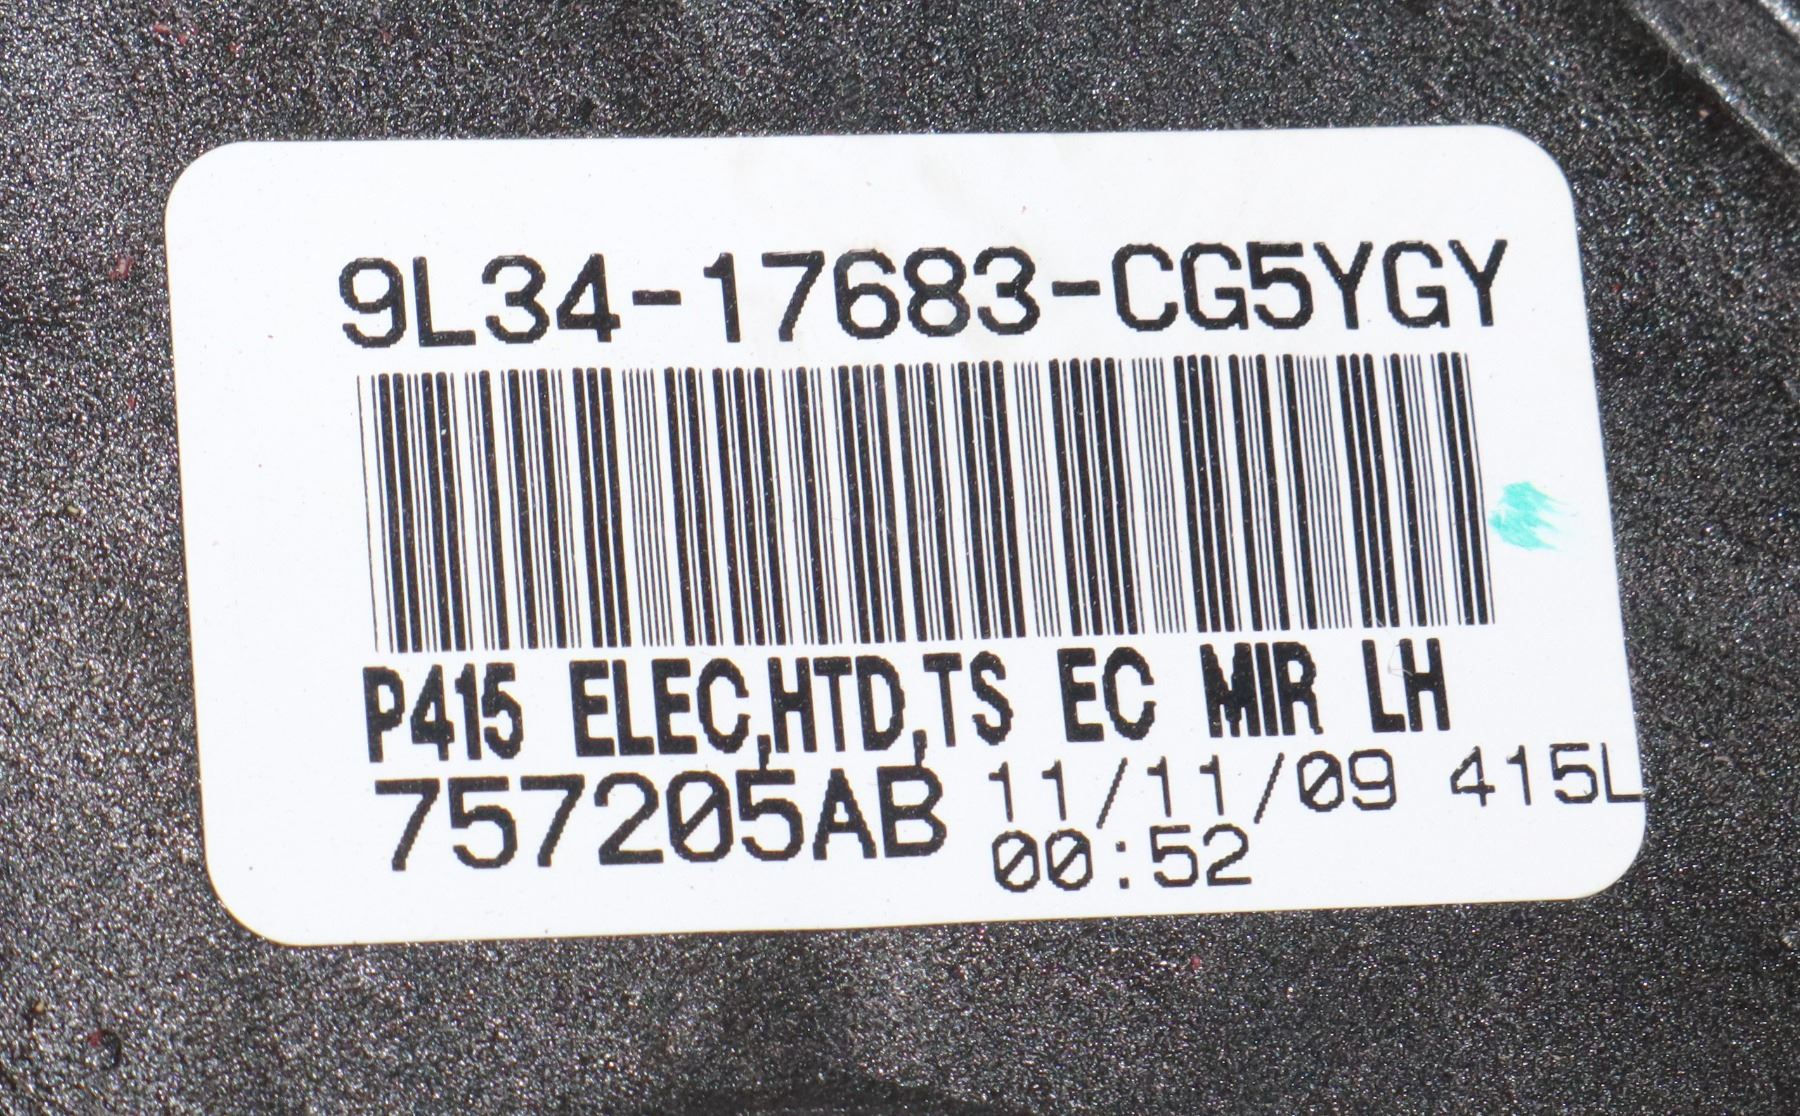 9L34-17683-CG5YGY
P415 ELEC,HTD,TS EC MIR LH
757205AB 11/11/09 415L
00:52